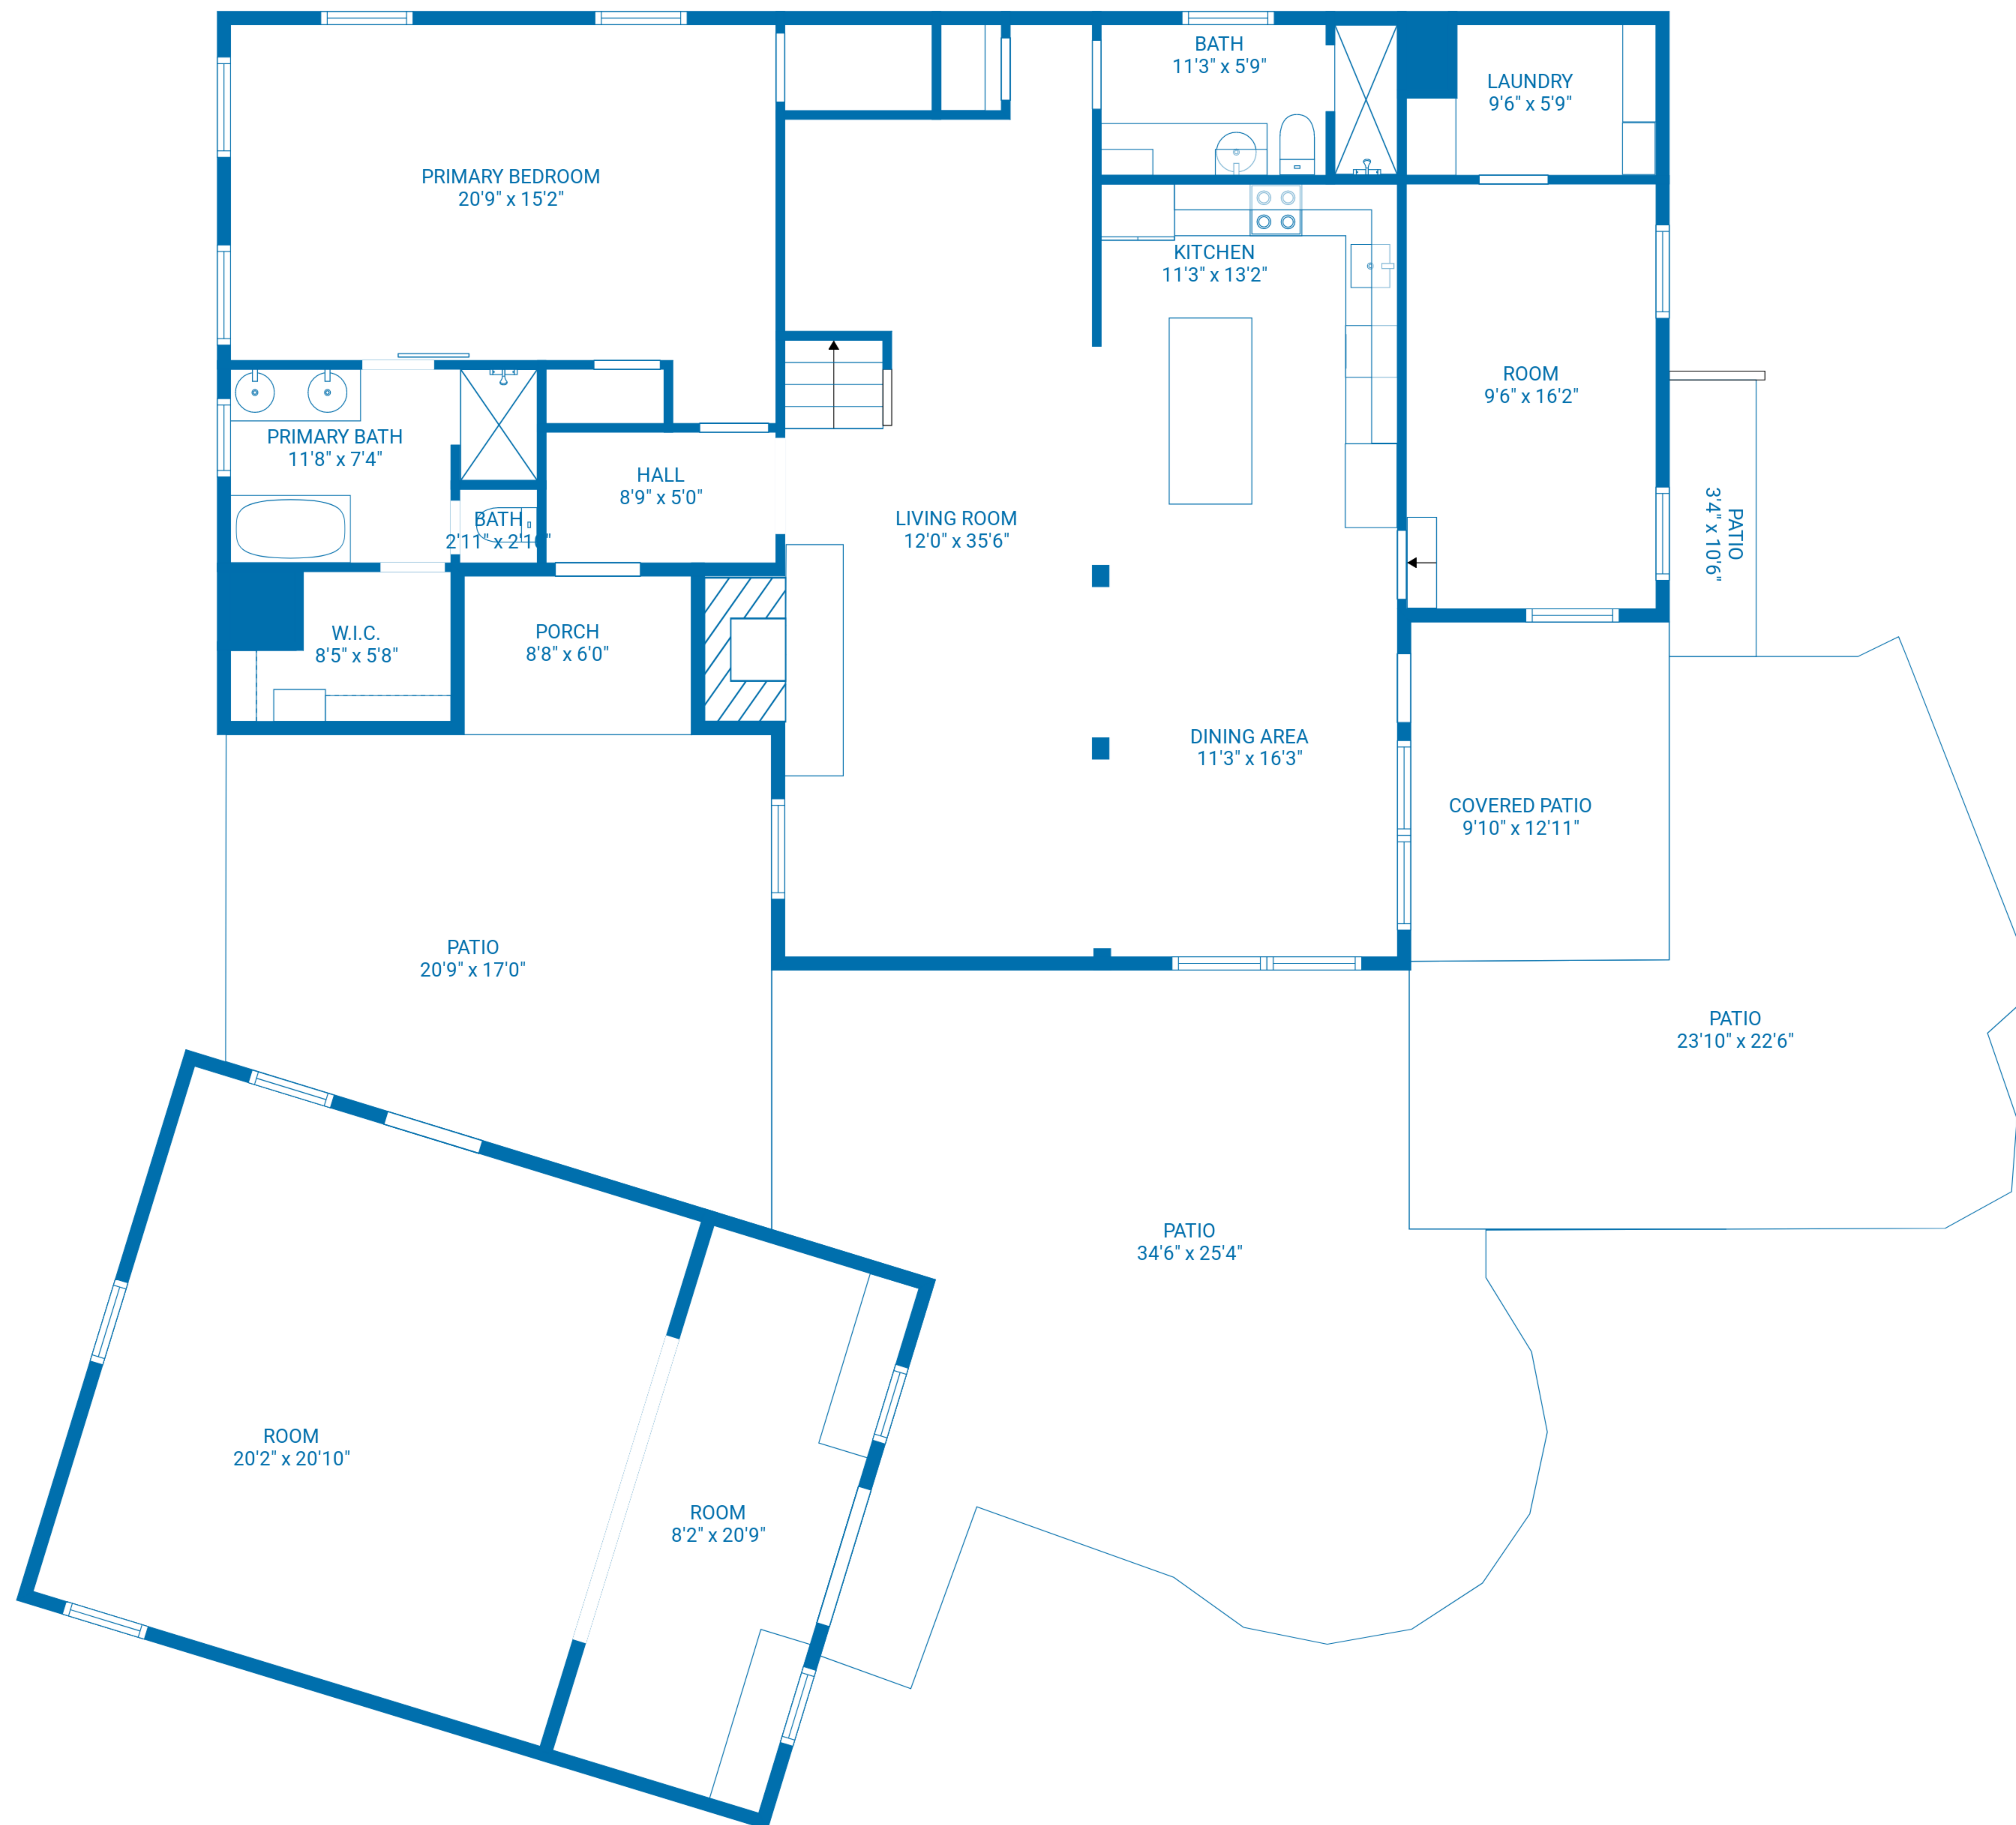 BATH
11'3" x 5'9"
LAUNDRY
9'6" x 5'9"
PRIMARY BEDROOM
20'9" x 15'2"
KITCHEN
11'3" x 13'2"
ROOM
9'6" x 16'2"
PRIMARY BATH
11'8" x 7'4"
HALL
8'9" x 5'0"
BATH
2'11" x 2'10"
LIVING ROOM
12'0" x 35'6"
PATIO
3'4" x 10'6"
W.I.C.
8'5" x 5'8"
PORCH
8'8" x 6'0"
DINING AREA
11'3" x 16'3"
COVERED PATIO
9'10" x 12'11"
PATIO
20'9" x 17'0"
PATIO
23'10" x 22'6"
PATIO
34'6" x 25'4"
ROOM
20'2" x 20'10"
ROOM
8'2" x 20'9"